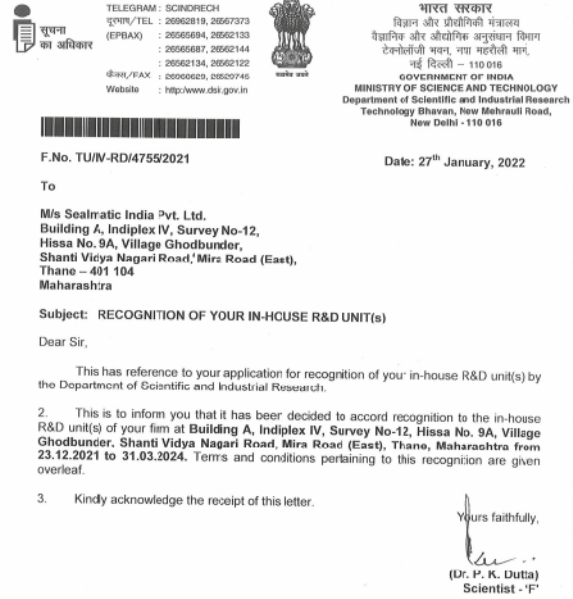 सूचना
का अधिकार
TELEGRAM : SCINDRECH
दूरभाष/TEL : 26962819, 26567373
(EPBAX) : 26565694, 26562133
26565687, 26562144
26562134, 26562122
फैक्स/FAX : 26960629, 26529745
Website : http:/www.dsir.gov.in
सत्यमेव जयते
भारत सरकार
विज्ञान और प्रौद्योगिकी मंत्रालय
वैज्ञानिक और औद्योगिक अनुसंधान विभाग
टेक्नोलॉजी भवन, नया महरौली मार्ग,
नई दिल्ली – 110 016
GOVERNMENT OF INDIA
MINISTRY OF SCIENCE AND TECHNOLOGY
Department of Scientific and Industrial Research
Technology Bhavan, New Mehrauli Road,
New Delhi - 110 016
F.No. TU/IV-RD/4755/2021
Date: 27th January, 2022
To
M/s Sealmatic India Pvt. Ltd.
Building A, Indiplex IV, Survey No-12,
Hissa No. 9A, Village Ghodbunder,
Shanti Vidya Nagari Road, Mira Road (East),
Thane – 401 104
Maharashtra
Subject: RECOGNITION OF YOUR IN-HOUSE R&D UNIT(s)
Dear Sir,
This has reference to your application for recognition of your in-house R&D unit(s) by
the Department of Scientific and Industrial Research.
2. This is to inform you that it has been decided to accord recognition to the in-house
R&D unit(s) of your firm at Building A, Indiplex IV, Survey No-12, Hissa No. 9A, Village
Ghodbunder, Shanti Vidya Nagari Road, Mira Road (East), Thane, Maharashtra from
23.12.2021 to 31.03.2024. Terms and conditions pertaining to this recognition are given
overleaf.
3. Kindly acknowledge the receipt of this letter.
Yours faithfully,
(Dr. P. K. Dutta)
Scientist - 'F'